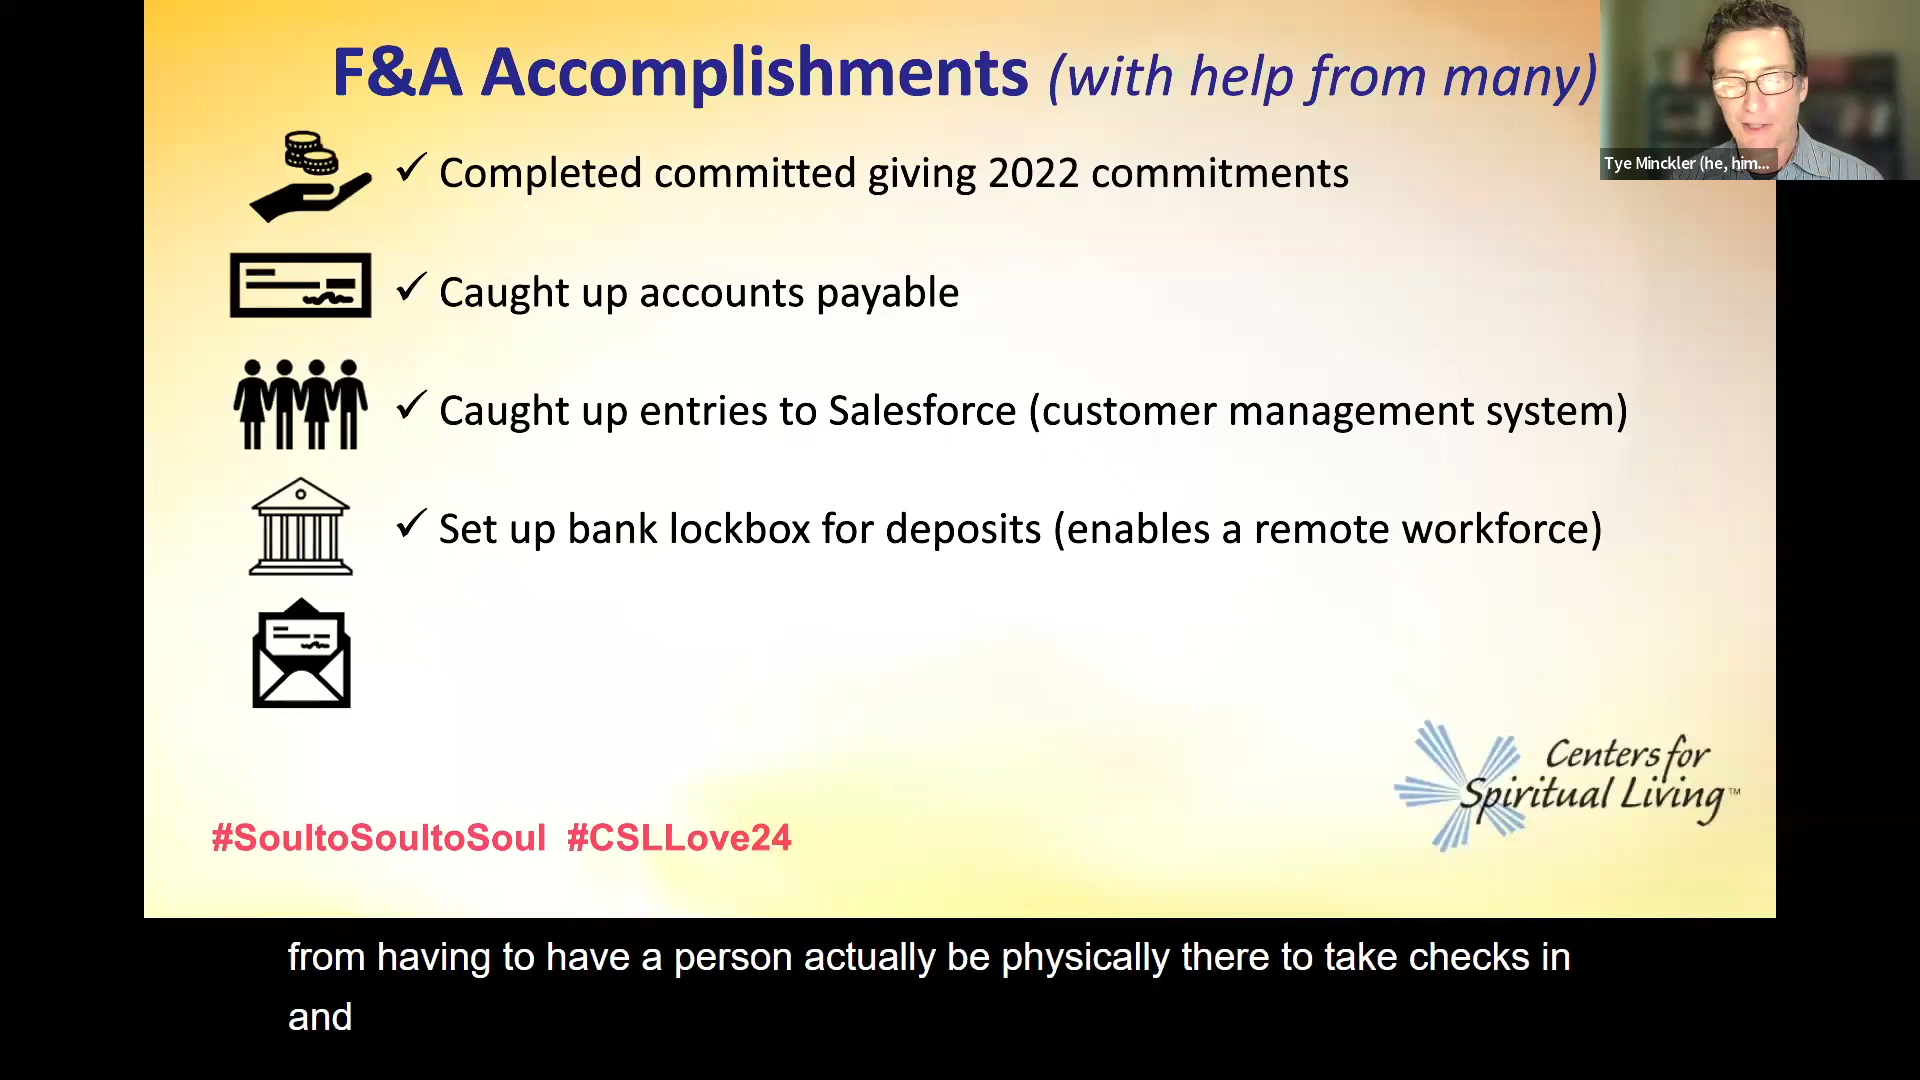 F&A Accomplishments (with help from many)
Tye Minckler (he, him...
✓ Completed committed giving 2022 commitments
✓ Caught up accounts payable
✓ Caught up entries to Salesforce (customer management system)
✓ Set up bank lockbox for deposits (enables a remote workforce)
Centers for
Spiritual Living™
#SoultoSoultoSoul #CSLLove24
from having to have a person actually be physically there to take checks in
and